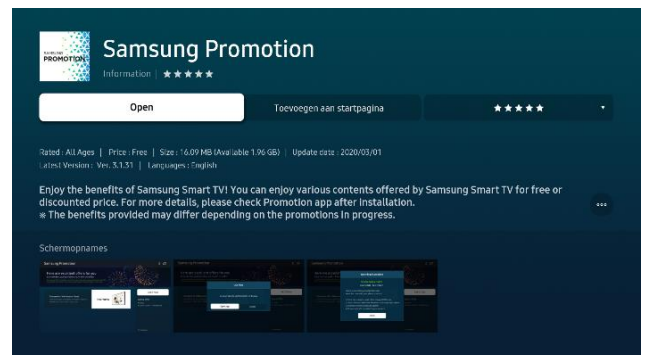 PROMOTION
Samsung Promotion
Information | ★★★★★
Open
Toevoegen aan startpagina
★★★★★
Rated : All Ages | Price : Free | Size : 16.09 MB (Available 1.96 GB) | Update date : 2020/03/01
Latest Version : Ver. 3.1.31 | Languages : English
Enjoy the benefits of Samsung Smart TV! You can enjoy various contents offered by Samsung Smart TV for free or
discounted price. For more details, please check Promotion app after installation.
※ The benefits provided may differ depending on the promotions in progress.
Schermopnames